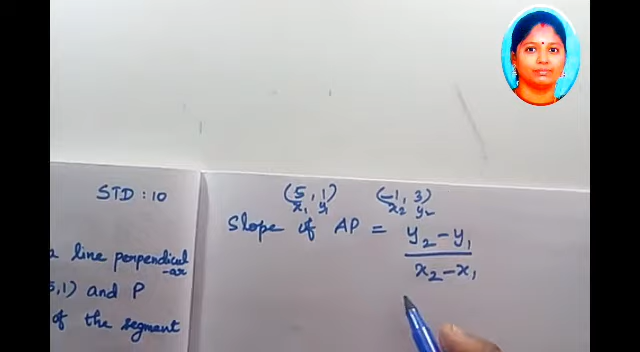 STD : 10
line perpendicular
-ar
5,1) and P
of the segment
(5, 1) (-1, 3)
x₁ y₁ x₂ y₂
slope of AP = y₂ - y₁
x₂ - x₁